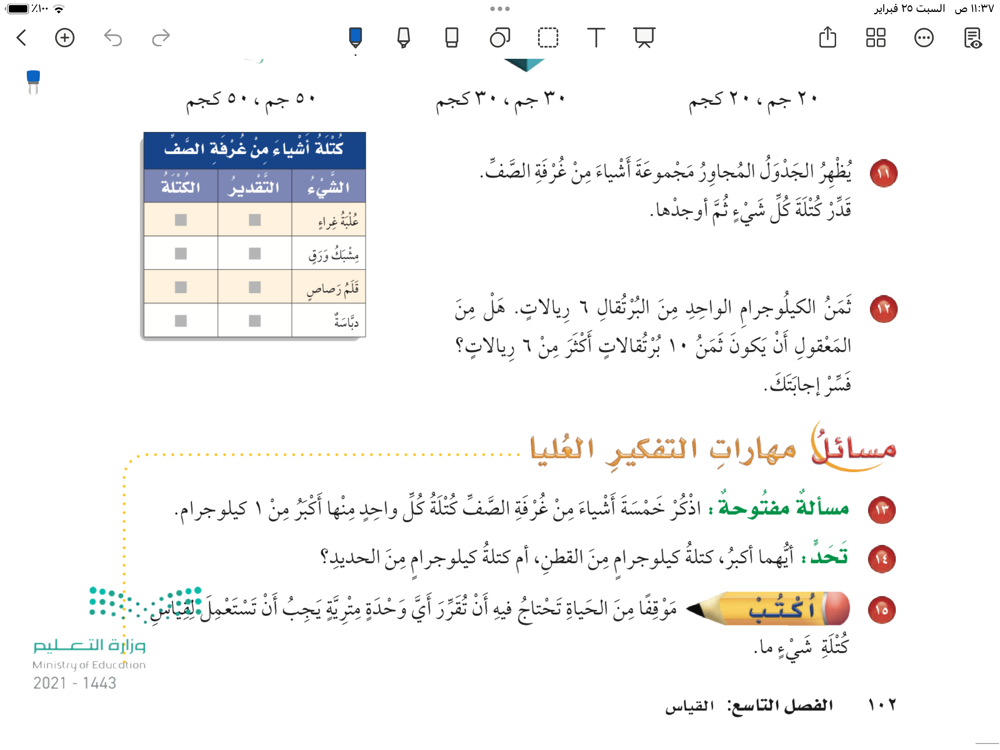 ١١:٣٧ ص السبت ٢٥ فبراير
٪١٠٠
٢٠ جم ، ٢٠ كجم
٣٠ جم ، ٣٠ كجم
٥٠ جم ، ٥٠ كجم
كُتْلَةُ أَشْياءَ مِنْ غُرْفَةِ الصَّفِّ
الشَّيْءُ التَّقْديرُ الكُتْلَةُ
عُلْبَةُ غِراءٍ
مِشْبَكُ وَرَقٍ
قَلَمُ رَصاصٍ
دبَّاسَةٌ
١١ يُظْهِرُ الجَدْوَلُ المُجاوِرُ مَجْموعَةَ أَشْياءَ مِنْ غُرْفَةِ الصَّفِّ.
قَدِّرْ كُتْلَةَ كُلِّ شَيْءٍ ثُمَّ أوجدْها.
١٢ ثَمَنُ الكيلُوجرامِ الواحِدِ مِنَ البُرْتُقالِ ٦ رِيالاتٍ. هَلْ مِنَ
المَعْقولِ أَنْ يَكونَ ثَمَنُ ١٠ بُرْتُقالاتٍ أَكْثَرَ مِنْ ٦ رِيالاتٍ؟
فَسِّرْ إجابَتَكَ.
مسائلُ مهاراتِ التفكيرِ العُليا
١٣ مسألةٌ مفتُوحةٌ : اذْكُرْ خَمْسَةَ أَشْياءَ مِنْ غُرْفَةِ الصَّفِّ كُتْلَةُ كُلِّ واحِدٍ مِنْها أَكْبَرُ مِنْ ١ كيلوجرام.
١٤ تَحَدٍّ : أيُّهما أكبرُ، كتلةُ كيلوجرامٍ مِنَ القطنِ، أم كتلةُ كيلوجرامٍ مِنَ الحديدِ؟
١٥ اُكْتُبْ مَوْقِفًا مِنَ الحَياةِ تَحْتاجُ فيهِ أَنْ تُقَرِّرَ أَيَّ وَحْدَةٍ مِتْرِيَّةٍ يَجِبُ أَنْ تَسْتَعْمِلَ لِقِياسِ
كُتْلَةِ شَيْءٍ ما.
وزارة التعليم
Ministry of Education
2021 - 1443
١٠٢ الفصل التاسع: القياس